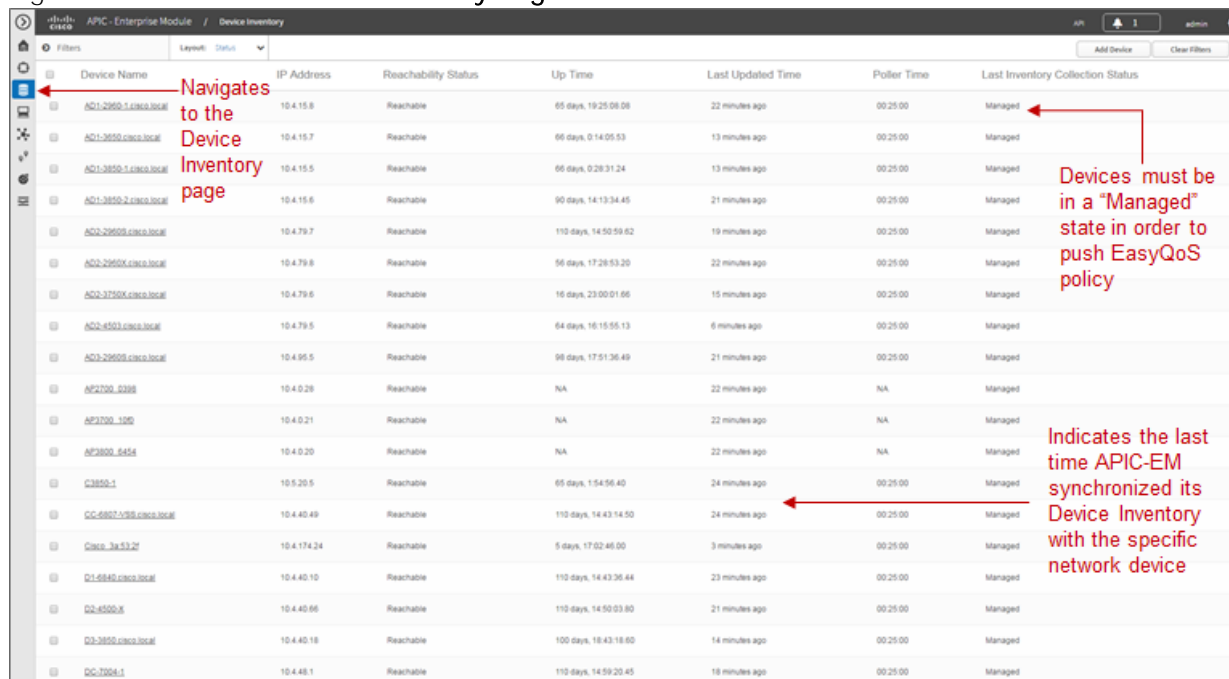 cisco APIC - Enterprise Module / Device Inventory API 1 admin
Filters Layout: Status Add Device Clear Filters
Device Name IP Address Reachability Status Up Time Last Updated Time Poller Time Last Inventory Collection Status
AD1-2960-1.cisco.local 10.4.15.8 Reachable 65 days, 19:25:08.08 22 minutes ago 00:25:00 Managed
AD1-3650.cisco.local 10.4.15.7 Reachable 66 days, 0:14:05.53 13 minutes ago 00:25:00 Managed
AD1-3850-1.cisco.local 10.4.15.5 Reachable 66 days, 0:28:31.24 13 minutes ago 00:25:00 Managed
AD1-3850-2.cisco.local 10.4.15.6 Reachable 90 days, 14:13:34.45 21 minutes ago 00:25:00 Managed
AD2-2960S.cisco.local 10.4.79.7 Reachable 110 days, 14:50:59.62 19 minutes ago 00:25:00 Managed
AD2-2960X.cisco.local 10.4.79.8 Reachable 56 days, 17:28:53.20 22 minutes ago 00:25:00 Managed
AD2-3750X.cisco.local 10.4.79.6 Reachable 16 days, 23:00:01.66 15 minutes ago 00:25:00 Managed
AD2-4503.cisco.local 10.4.79.5 Reachable 64 days, 16:15:55.13 6 minutes ago 00:25:00 Managed
AD3-2960S.cisco.local 10.4.95.5 Reachable 98 days, 17:51:36.49 21 minutes ago 00:25:00 Managed
AP2700_0398 10.4.0.28 Reachable NA 22 minutes ago NA Managed
AP3700_10f0 10.4.0.21 Reachable NA 22 minutes ago NA Managed
AP3800_6454 10.4.0.20 Reachable NA 22 minutes ago NA Managed
C3850-1 10.5.20.5 Reachable 65 days, 1:54:56.40 24 minutes ago 00:25:00 Managed
CC-6807-VSS.cisco.local 10.4.40.49 Reachable 110 days, 14:43:14.50 24 minutes ago 00:25:00 Managed
Cisco_3a:53:2f 10.4.174.24 Reachable 5 days, 17:02:46.00 3 minutes ago 00:25:00 Managed
D1-6840.cisco.local 10.4.40.10 Reachable 110 days, 14:43:36.44 23 minutes ago 00:25:00 Managed
D2-4500-X 10.4.40.66 Reachable 110 days, 14:50:03.80 21 minutes ago 00:25:00 Managed
D3-3850.cisco.local 10.4.40.18 Reachable 100 days, 18:43:18.60 14 minutes ago 00:25:00 Managed
DC-7004-1 10.4.48.1 Reachable 110 days, 14:59:20.45 18 minutes ago 00:25:00 Managed
Navigates
to the
Device
Inventory
page
Devices must be
in a “Managed”
state in order to
push EasyQoS
policy
Indicates the last
time APIC-EM
synchronized its
Device Inventory
with the specific
network device